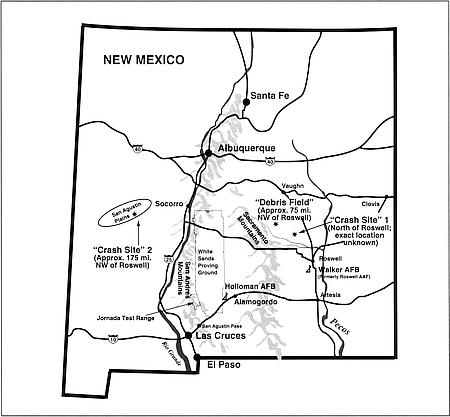 NEW MEXICO
Santa Fe
Albuquerque
40
40
Vaughn
Clovis
Socorro
San Agustin
Plains
"Debris Field"
(Approx. 75 mi.
NW of Roswell)
"Crash Site" 1
(North of Roswell;
exact location
unknown)
Sacramento
Mountains
"Crash Site" 2
(Approx. 175 mi.
NW of Roswell)
White
Sands
Proving
Ground
San Andres
Mountains
25
Roswell
Walker AFB
(formerly Roswell AAF)
Holloman AFB
Alamogordo
Artesia
Jornada Test Range
San Agustin Pass
Las Cruces
10
Rio Grande
Pecos
El Paso